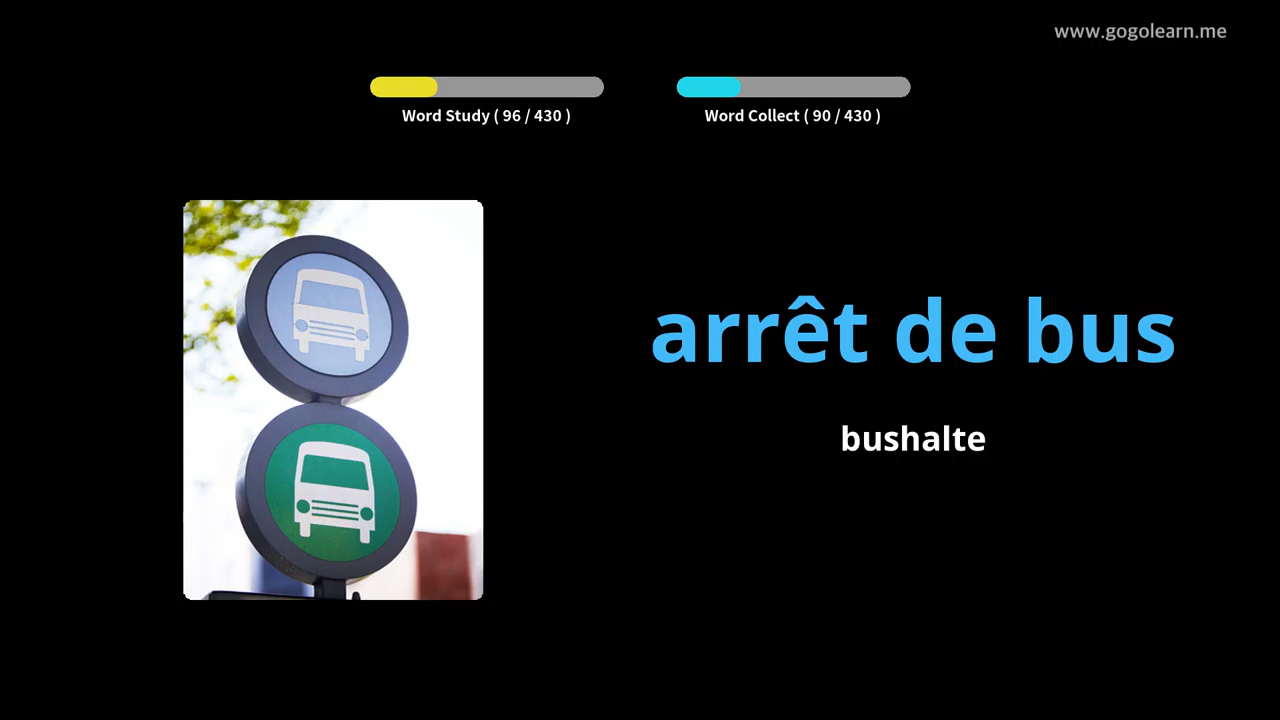 www.gogolearn.me
Word Study ( 96 / 430 )
Word Collect ( 90 / 430 )
arrêt de bus
bushalte